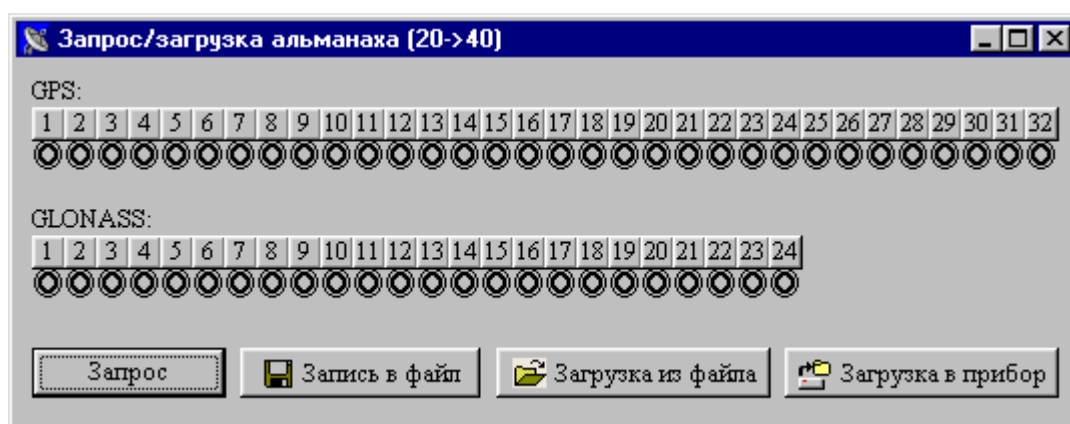 Запрос/загрузка альманаха (20->40)
GPS:
1 2 3 4 5 6 7 8 9 10 11 12 13 14 15 16 17 18 19 20 21 22 23 24 25 26 27 28 29 30 31 32
GLONASS:
1 2 3 4 5 6 7 8 9 10 11 12 13 14 15 16 17 18 19 20 21 22 23 24
Запрос Запись в файл Загрузка из файла Загрузка в прибор